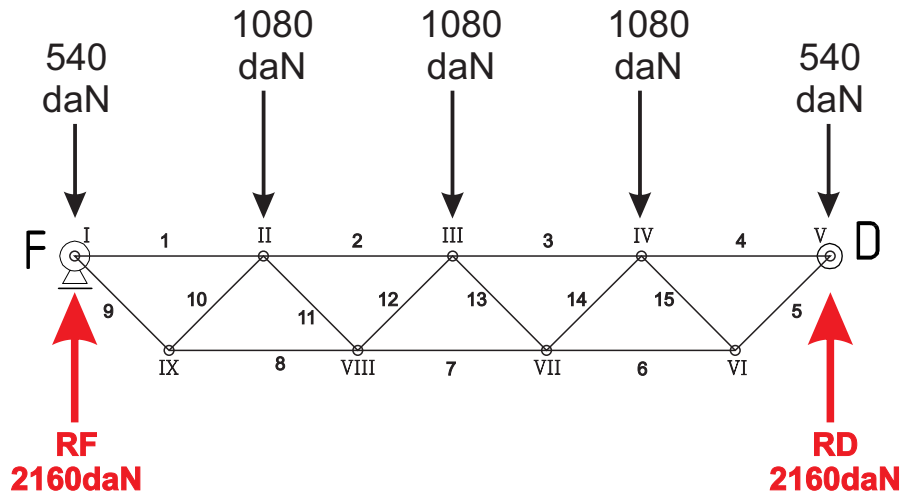 540
daN
1080
daN
1080
daN
1080
daN
540
daN
F
I
1
II
2
III
3
IV
4
V
D
9
10
11
12
13
14
15
5
IX
8
VIII
7
VII
6
VI
RF
2160daN
RD
2160daN